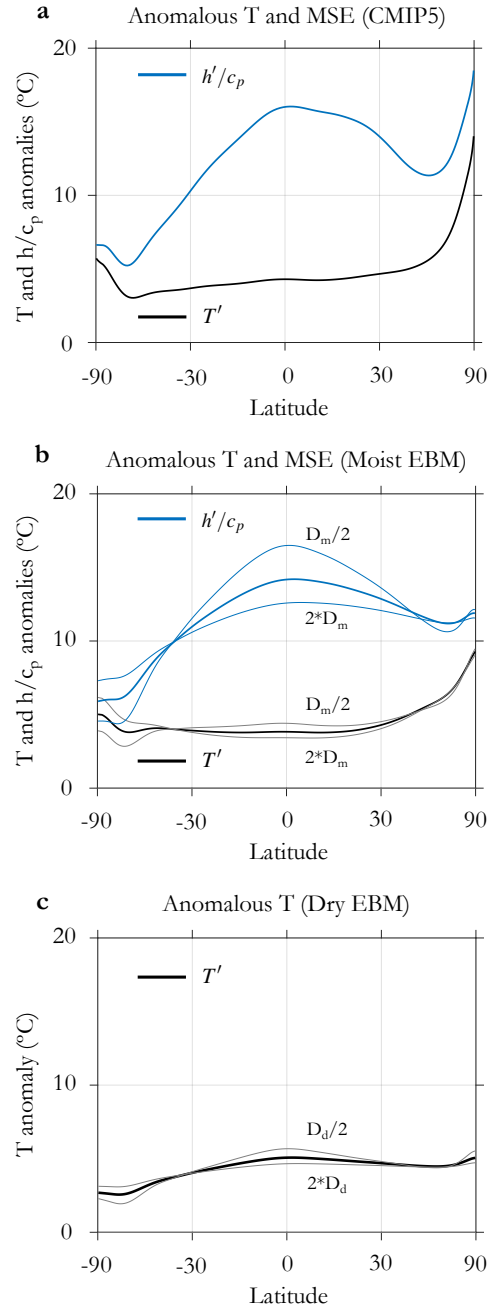 a
Anomalous T and MSE (CMIP5)
20
h′/cp
10
T′
0
T and h/cp anomalies (ºC)
-90 -30 0 30 90
Latitude
b
Anomalous T and MSE (Moist EBM)
20
h′/cp
Dm/2
10
2*Dm
Dm/2
T′
2*Dm
0
T and h/cp anomalies (ºC)
-90 -30 0 30 90
Latitude
c
Anomalous T (Dry EBM)
20
T′
10
Dd/2
2*Dd
0
T anomaly (ºC)
-90 -30 0 30 90
Latitude